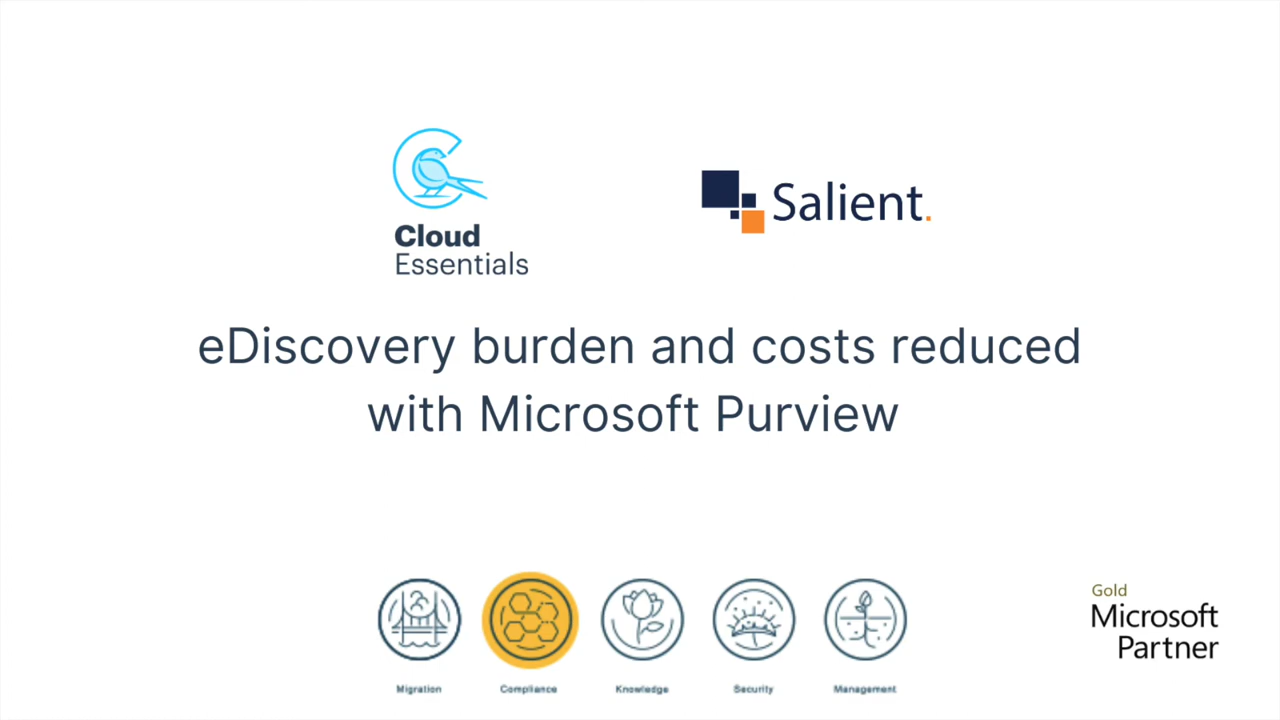 Cloud
Essentials
Salient.
eDiscovery burden and costs reduced
with Microsoft Purview
Migration
Compliance
Knowledge
Security
Management
Gold
Microsoft
Partner